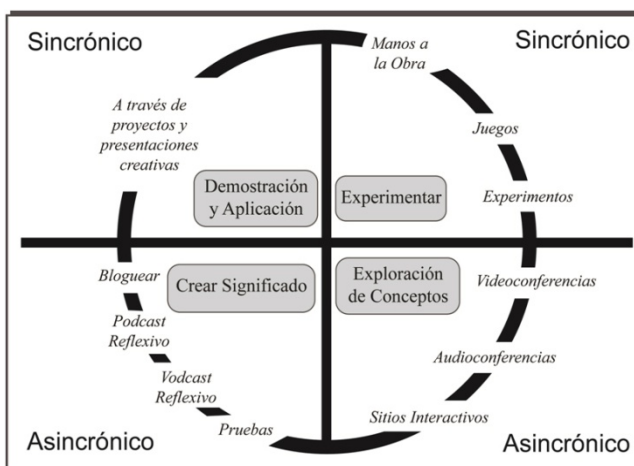 Sincrónico
Sincrónico
Manos a
la Obra
A través de
proyectos y
presentaciones
creativas
Juegos
Demostración
y Aplicación
Experimentar
Experimentos
Bloguear
Crear Significado
Exploración
de Conceptos
Videoconferencias
Podcast
Reflexivo
Audioconferencias
Vodcast
Reflexivo
Pruebas
Sitios Interactivos
Asincrónico
Asincrónico